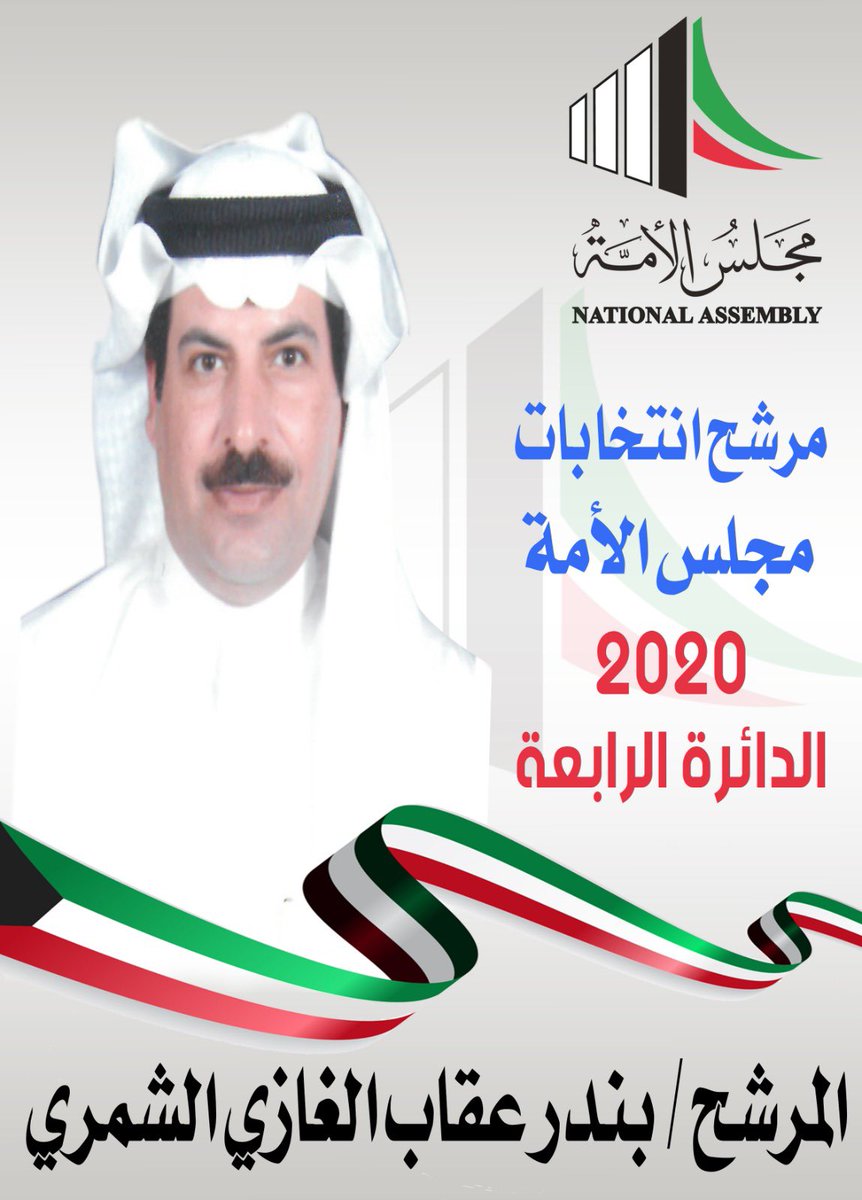 مجلس الأمة
NATIONAL ASSEMBLY
مرشح انتخابات
مجلس الأمة
2020
الدائرة الرابعة
المرشح / بندر عقاب الغازي الشمري